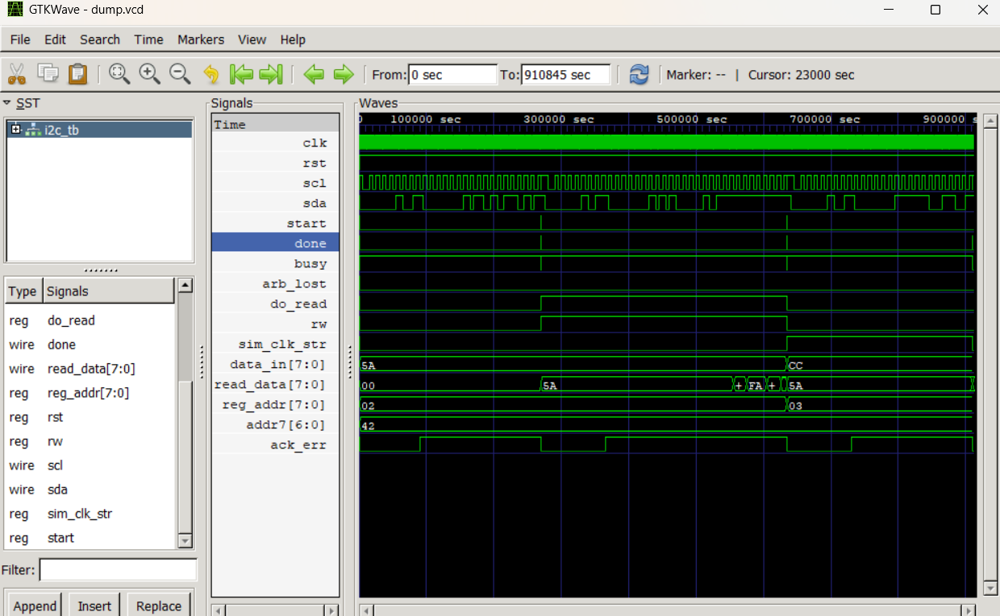 GTKWave - dump.vcd
File Edit Search Time Markers View Help
From: 0 sec To: 910845 sec Marker: -- | Cursor: 23000 sec
SST
i2c_tb
Type Signals
reg do_read
wire done
wire read_data[7:0]
reg reg_addr[7:0]
reg rst
reg rw
wire scl
wire sda
reg sim_clk_str
reg start
Filter:
Append Insert Replace
Signals
Time
clk
rst
scl
sda
start
done
busy
arb_lost
do_read
rw
sim_clk_str
data_in[7:0]
read_data[7:0]
reg_addr[7:0]
addr7[6:0]
ack_err
Waves
100000 sec 300000 sec 500000 sec 700000 sec 900000 s
5A CC
00 5A + FA + 5A
02 03
42